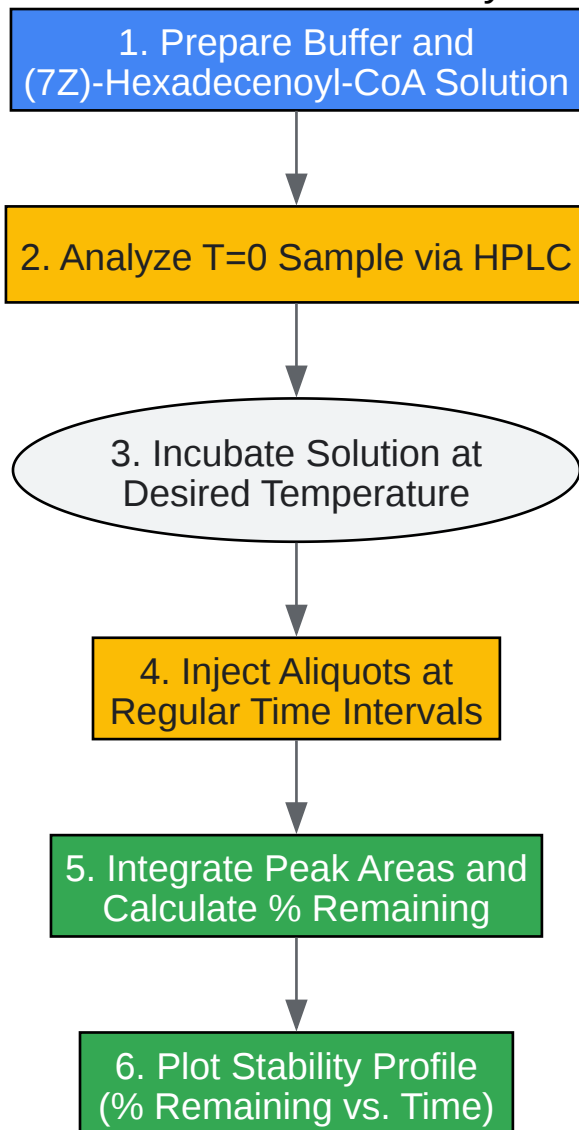 1. Prepare Buffer and
(7Z)-Hexadecenoyl-CoA Solution
2. Analyze T=0 Sample via HPLC
3. Incubate Solution at
Desired Temperature
4. Inject Aliquots at
Regular Time Intervals
5. Integrate Peak Areas and
Calculate % Remaining
6. Plot Stability Profile
(% Remaining vs. Time)